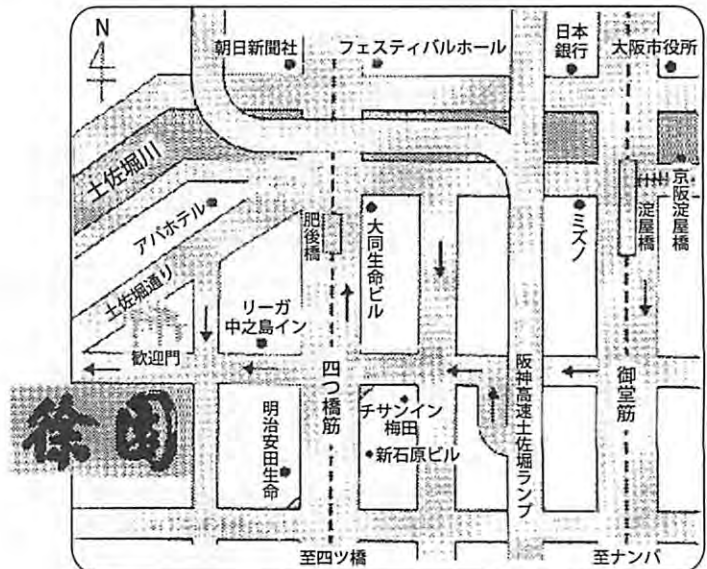 N
朝日新聞社
フェスティバルホール
日本
銀行
大阪市役所
土佐堀川
アパホテル
土佐堀通り
肥後橋
大同生命ビル
ミズノ
淀屋橋
京阪淀屋橋
リーガ
中之島イン
歓迎門
四つ橋筋
阪神高速土佐堀ランプ
御堂筋
徐園
明治安田生命
チサンイン
梅田
新石原ビル
至四ツ橋
至ナンバ